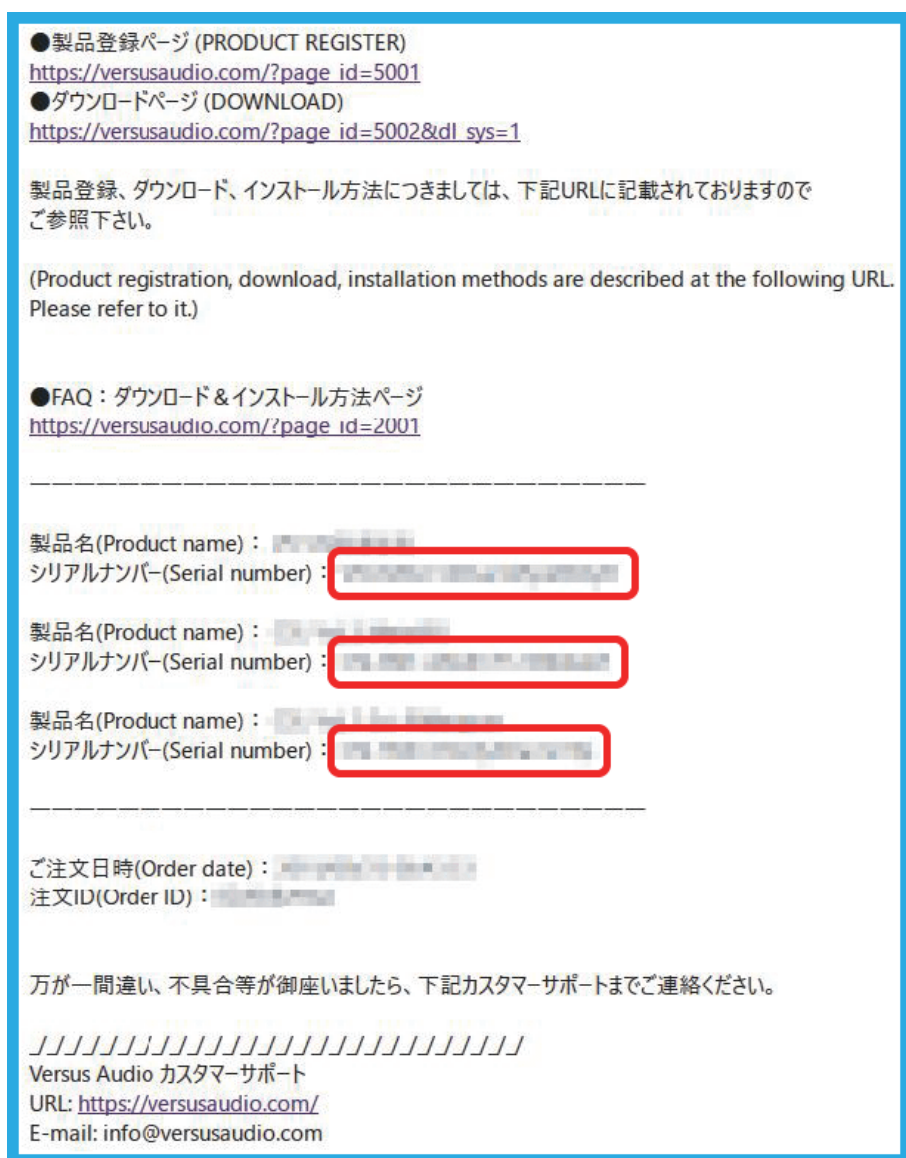 ●製品登録ページ (PRODUCT REGISTER)
https://versusaudio.com/?page_id=5001
●ダウンロードページ (DOWNLOAD)
https://versusaudio.com/?page_id=5002&dl_sys=1
製品登録、ダウンロード、インストール方法につきましては、下記URLに記載されておりますので
ご参照下さい。
(Product registration, download, installation methods are described at the following URL.
Please refer to it.)
●FAQ：ダウンロード＆インストール方法ページ
https://versusaudio.com/?page_id=2001
————————————————————————————
製品名(Product name)：
シリアルナンバー(Serial number)：
製品名(Product name)：
シリアルナンバー(Serial number)：
製品名(Product name)：
シリアルナンバー(Serial number)：
————————————————————————————
ご注文日時(Order date)：
注文ID(Order ID)：
万が一間違い、不具合等が御座いましたら、下記カスタマーサポートまでご連絡ください。
_/_/_/_/_/_/_/_/_/_/_/_/_/_/_/_/_/_/_/_/_/_/_/_/_/_/
Versus Audio カスタマーサポート
URL: https://versusaudio.com/
E-mail: info@versusaudio.com